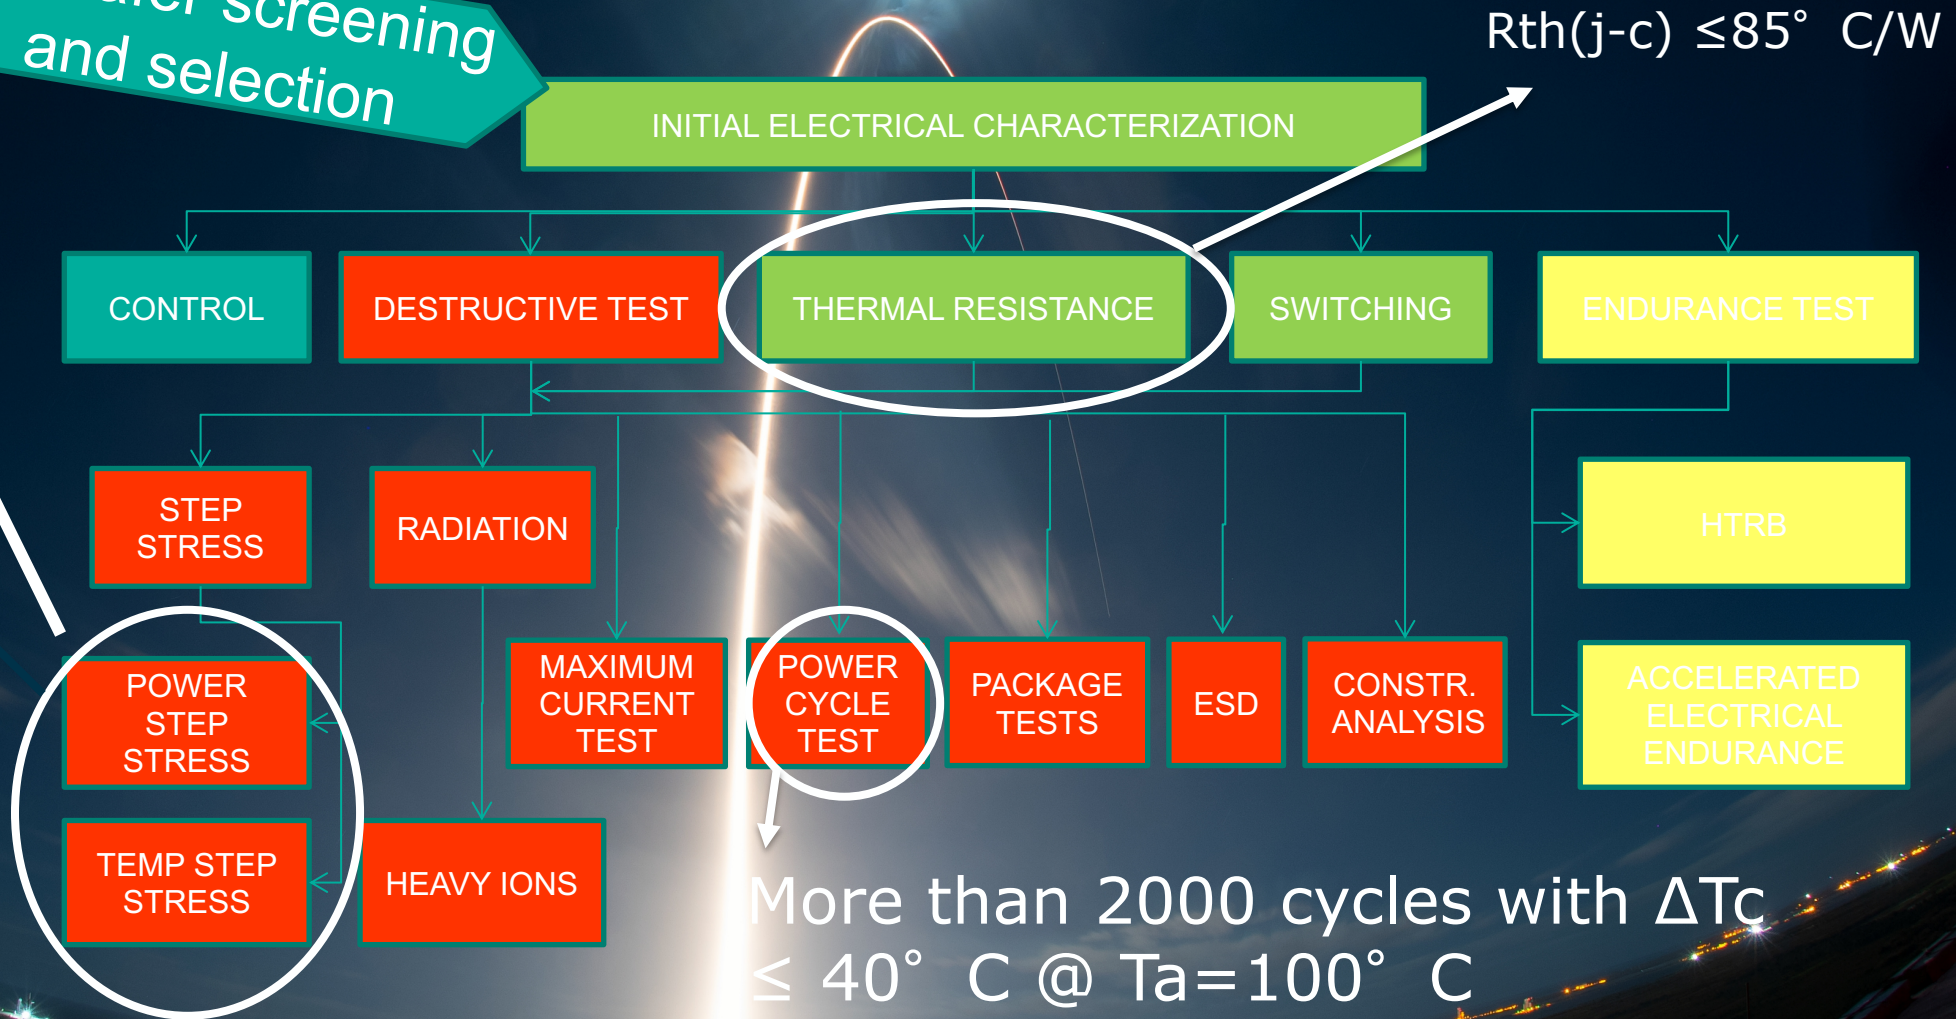 screening
and selection
Rth(j-c) ≤85° C/W
INITIAL ELECTRICAL CHARACTERIZATION
CONTROL
DESTRUCTIVE TEST
THERMAL RESISTANCE
SWITCHING
ENDURANCE TEST
STEP
STRESS
RADIATION
HTRB
POWER
STEP
STRESS
MAXIMUM
CURRENT
TEST
POWER
CYCLE
TEST
PACKAGE
TESTS
ESD
CONSTR.
ANALYSIS
ACCELERATED
ELECTRICAL
ENDURANCE
TEMP STEP
STRESS
HEAVY IONS
More than 2000 cycles with ΔTc
≤ 40° C @ Ta=100° C